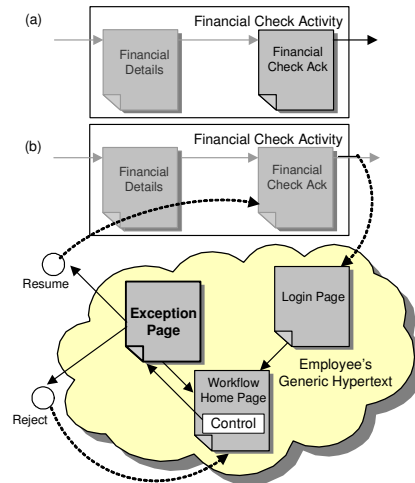 (a)
Financial Check Activity
Financial
Details
Financial
Check Ack
(b)
Financial Check Activity
Financial
Details
Financial
Check Ack
Resume
Exception
Page
Login Page
Employee's
Generic Hypertext
Workflow
Home Page
Control
Reject